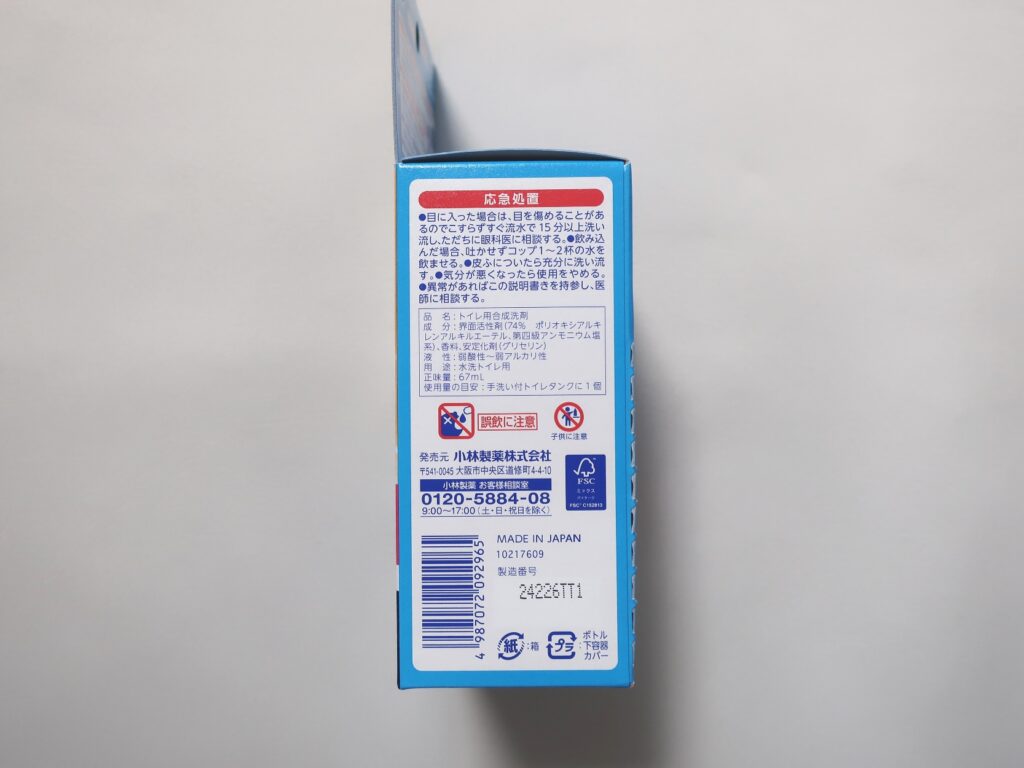 応急処置
●目に入った場合は、目を傷めることがあ
るのでこすらずすぐ流水で15分以上洗い
流し、ただちに眼科医に相談する。●飲み込
んだ場合、吐かせずコップ1〜2杯の水を
飲ませる。●皮ふについたら充分に洗い流
す。●気分が悪くなったら使用をやめる。
●異常があればこの説明書きを持参し、医
師に相談する。
品　名：トイレ用合成洗剤
成　分：界面活性剤(74%　ポリオキシアルキ
レンアルキルエーテル、第四級アンモニウム塩
系)、香料、安定化剤(グリセリン)
液　性：弱酸性〜弱アルカリ性
用　途：水洗トイレ用
正味量：67mL
使用量の目安：手洗い付トイレタンクに1個
誤飲に注意
子供に注意
発売元 小林製薬株式会社
〒541-0045 大阪市中央区道修町4-4-10
小林製薬 お客様相談室
0120-5884-08
9:00〜17:00(土・日・祝日を除く)
FSC
ミックス
パッケージ
FSC™ C152813
MADE IN JAPAN
10217609
製造番号
24226TT1
4 987072 092965
紙 :箱
プラ :ボトル
下容器
カバー